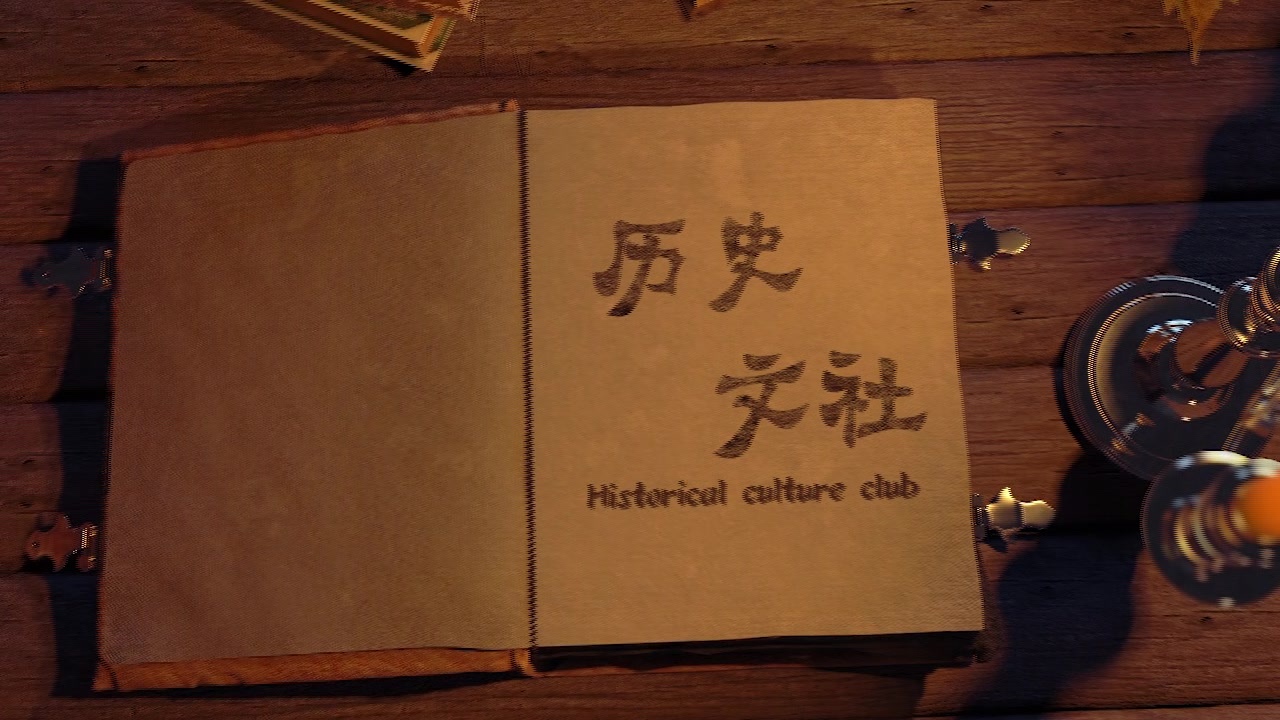 历史
文社
Historical culture club